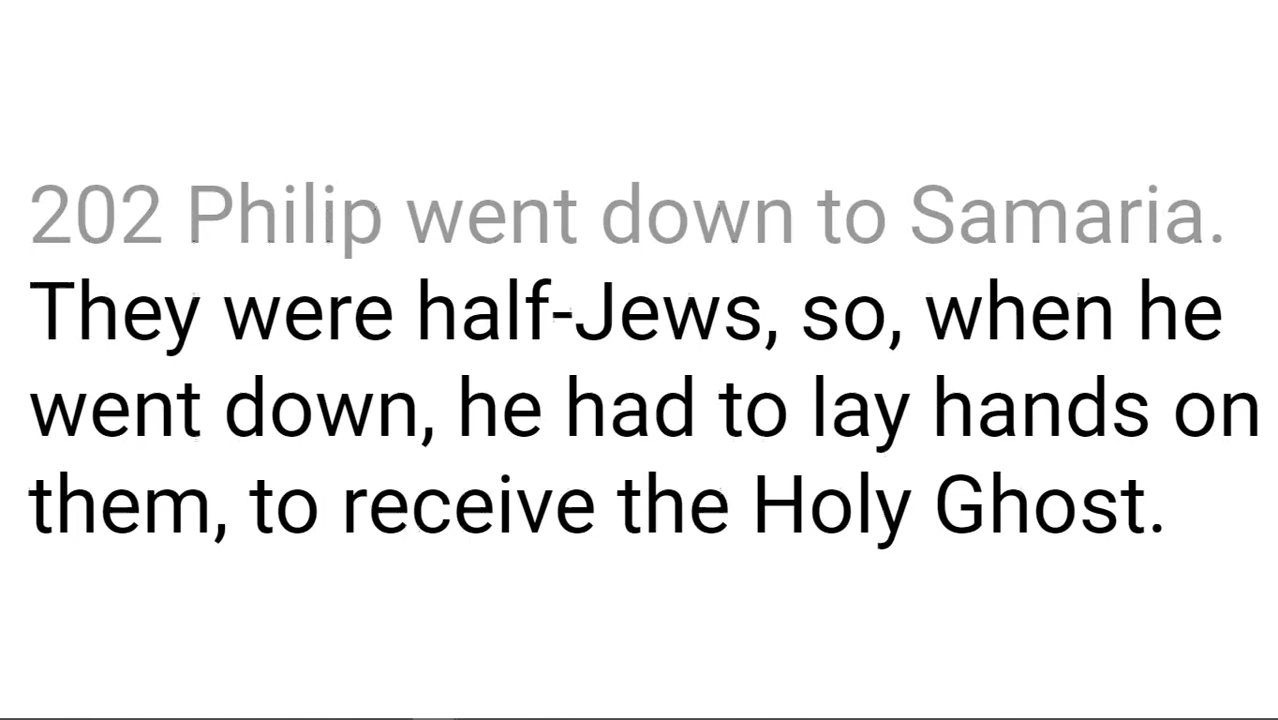 202 Philip went down to Samaria.
They were half-Jews, so, when he
went down, he had to lay hands on
them, to receive the Holy Ghost.